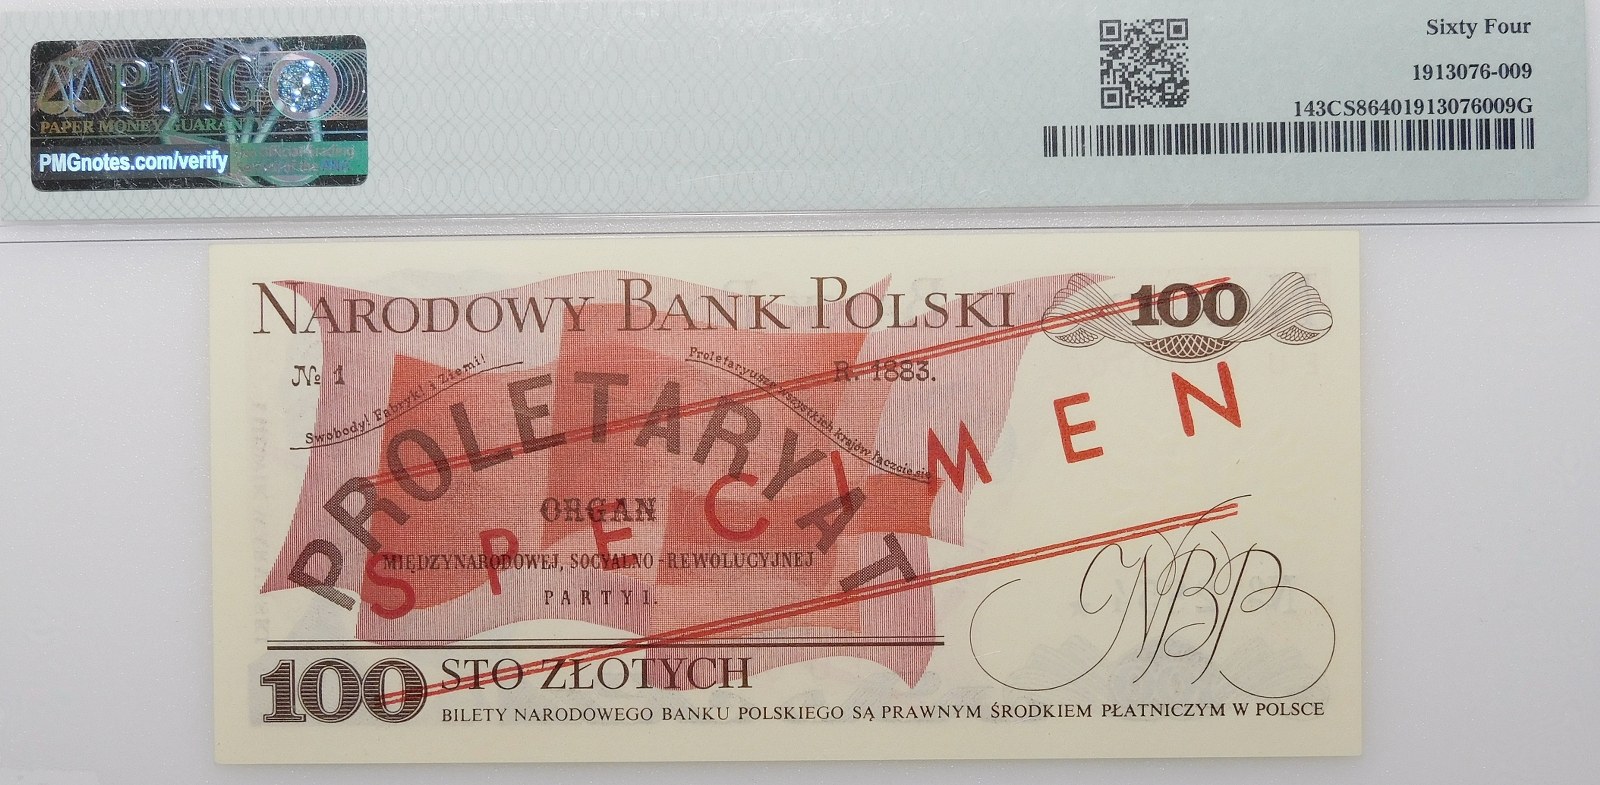 Sixty Four
1913076-009
143CS86401913076009G
PMG
PAPER MONEY GUARANTY
PMGnotes.com/verify
NARODOWY BANK POLSKI
100
№ 1
Swobody! Fabryk! i Ziemi!
Proletaryusze wszystkich krajów łączcie się
R. 1883.
PROLETARYAT
ORGAN
MIĘDZYNARODOWEJ, SOCYALNO-REWOLUCYJNEJ
PARTYI.
SPECIMEN
NBP
100
STO ZŁOTYCH
BILETY NARODOWEGO BANKU POLSKIEGO SĄ PRAWNYM ŚRODKIEM PŁATNICZYM W POLSCE